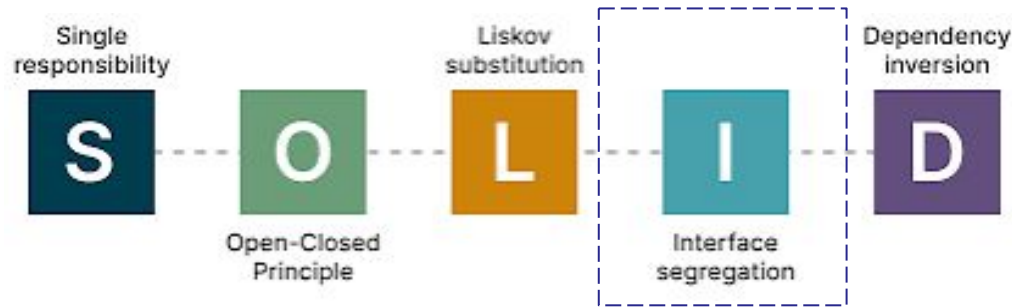 Single
responsibility
S
O
Open-Closed
Principle
Liskov
substitution
L
I
Interface
segregation
Dependency
inversion
D